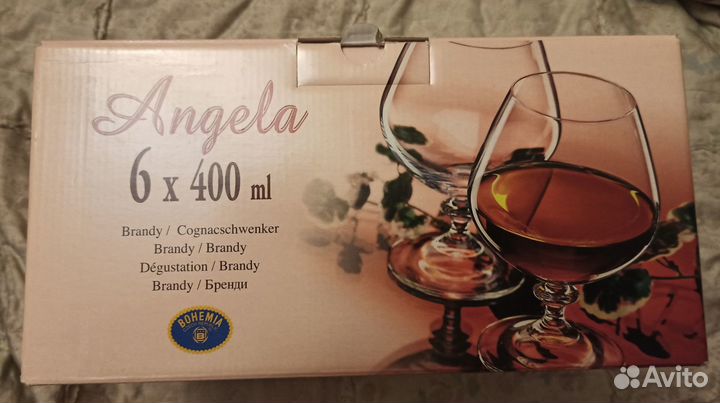 Angela
6 x 400 ml
Brandy / Cognacschwenker
Brandy / Brandy
Dégustation / Brandy
Brandy / Бренди
BOHEMIA
Avito